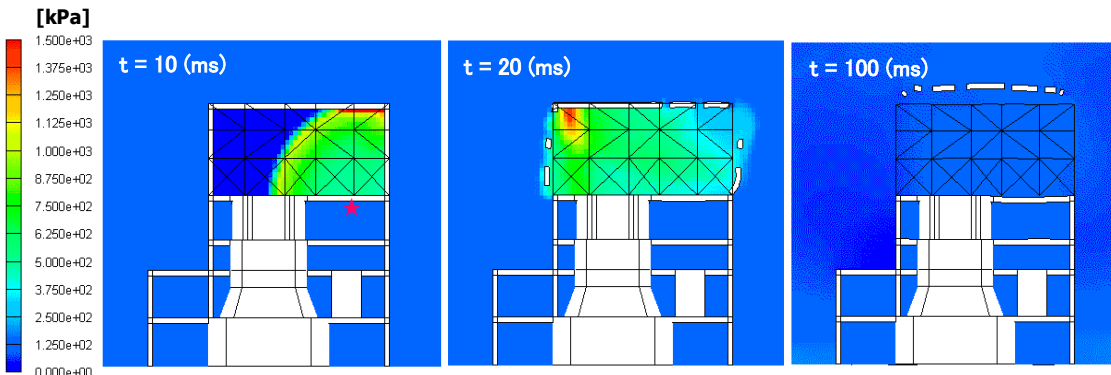 [kPa]
1.500e+03
1.375e+03
1.250e+03
1.125e+03
1.000e+03
8.750e+02
7.500e+02
6.250e+02
6.000e+02
3.750e+02
2.500e+02
1.250e+02
0.000e+00
t = 10 (ms)
t = 20 (ms)
t = 100 (ms)